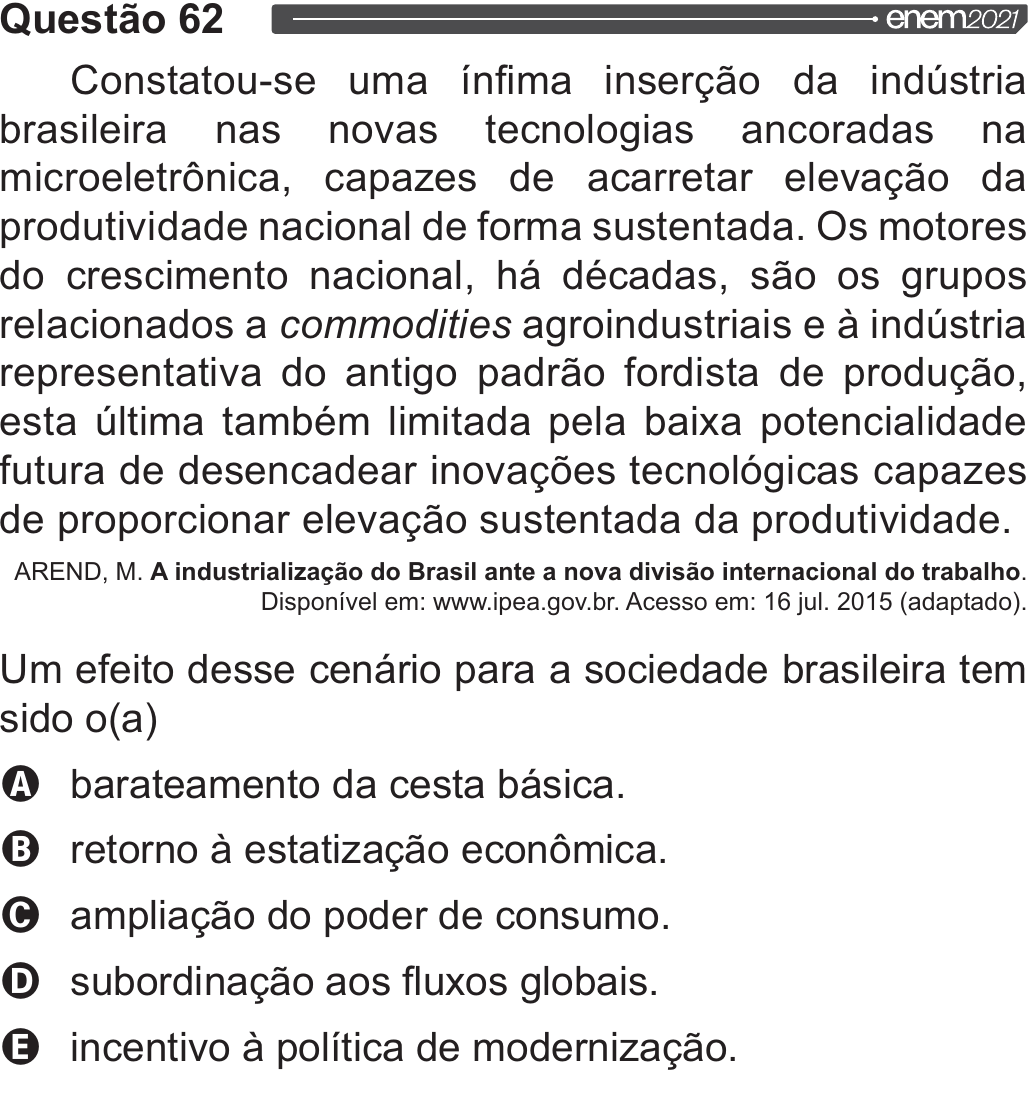 Questão 62
enem2021
Constatou-se uma ínfima inserção da indústria
brasileira nas novas tecnologias ancoradas na
microeletrônica, capazes de acarretar elevação da
produtividade nacional de forma sustentada. Os motores
do crescimento nacional, há décadas, são os grupos
relacionados a commodities agroindustriais e à indústria
representativa do antigo padrão fordista de produção,
esta última também limitada pela baixa potencialidade
futura de desencadear inovações tecnológicas capazes
de proporcionar elevação sustentada da produtividade.
AREND, M. A industrialização do Brasil ante a nova divisão internacional do trabalho.
Disponível em: www.ipea.gov.br. Acesso em: 16 jul. 2015 (adaptado).
Um efeito desse cenário para a sociedade brasileira tem
sido o(a)
A barateamento da cesta básica.
B retorno à estatização econômica.
C ampliação do poder de consumo.
D subordinação aos fluxos globais.
E incentivo à política de modernização.